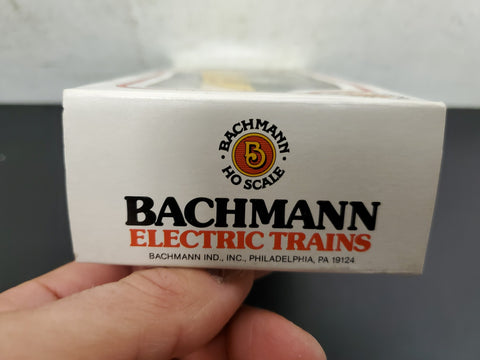 BACHMANN
B
HO SCALE
BACHMANN
ELECTRIC TRAINS
BACHMANN IND., INC., PHILADELPHIA, PA 19124